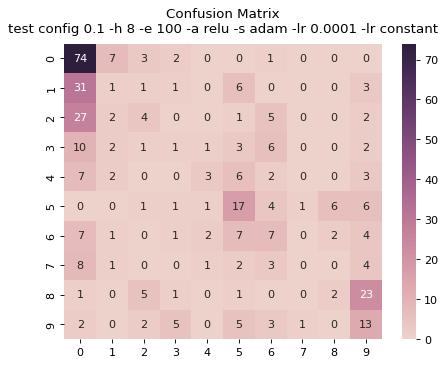 Confusion Matrix
test config 0.1 -h 8 -e 100 -a relu -s adam -lr 0.0001 -lr constant
0 74 7 3 2 0 0 1 0 0 0
1 31 1 1 1 0 6 0 0 0 3
2 27 2 4 0 0 1 5 0 0 2
3 10 2 1 1 1 3 6 0 0 2
4 7 2 0 0 3 6 2 0 0 3
5 0 0 1 1 1 17 4 1 6 6
6 7 1 0 1 2 7 7 0 2 4
7 8 1 0 1 2 3 0 0 0 4
8 1 0 5 1 0 1 0 0 2 23
9 2 0 2 5 0 5 3 1 0 13
0 1 2 3 4 5 6 7 8 9
70
60
50
40
30
20
10
0